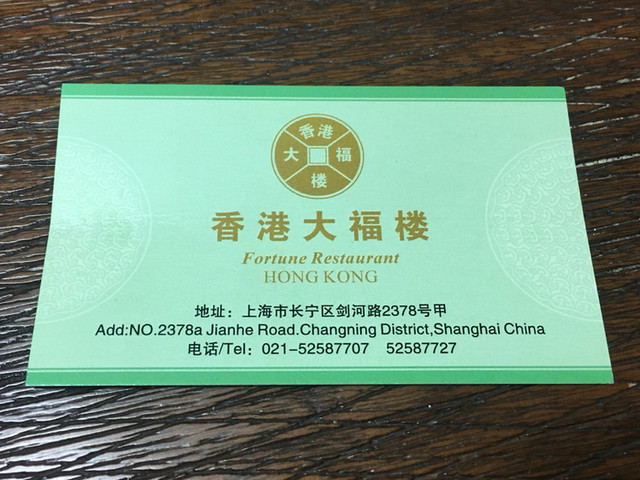 香港
大 福
楼
香港大福楼
Fortune Restaurant
HONG KONG
地址：上海市长宁区剑河路2378号甲
Add:NO.2378a Jianhe Road.Changning District,Shanghai China
电话/Tel：021-52587707 52587727